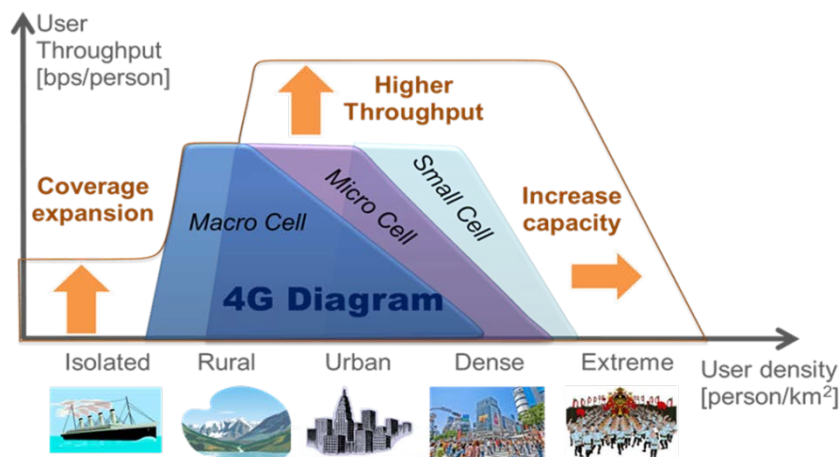 User
Throughput
[bps/person]
Higher
Throughput
Coverage
expansion
Macro Cell
Micro Cell
Small Cell
Increase
capacity
4G Diagram
Isolated
Rural
Urban
Dense
Extreme
User density
[person/km²]